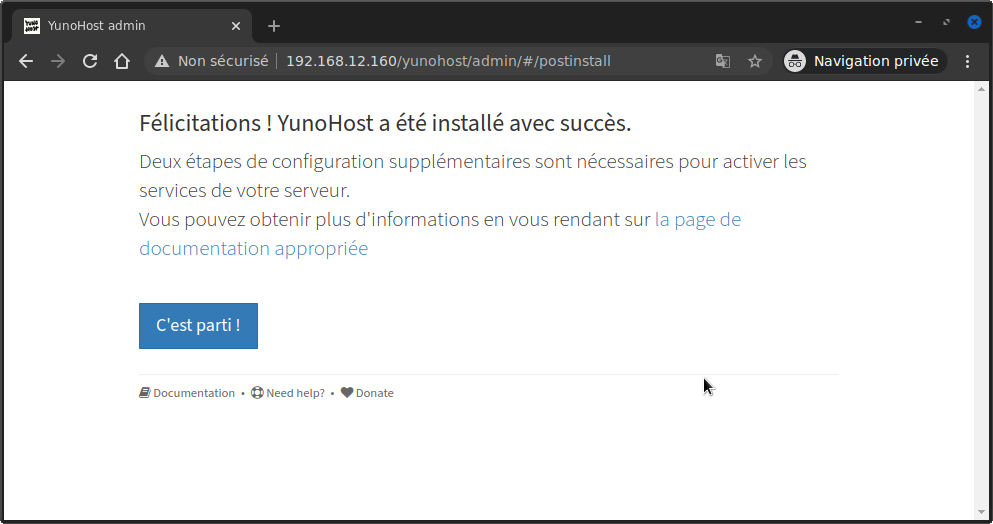 YunoHost admin
Non sécurisé 192.168.12.160/yunohost/admin/#/postinstall Navigation privée
Félicitations ! YunoHost a été installé avec succès.
Deux étapes de configuration supplémentaires sont nécessaires pour activer les
services de votre serveur.
Vous pouvez obtenir plus d'informations en vous rendant sur la page de
documentation appropriée
C'est parti !
Documentation • Need help? • Donate